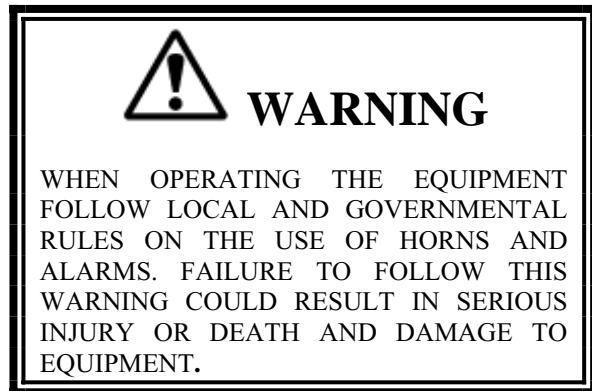 WARNING
WHEN OPERATING THE EQUIPMENT
FOLLOW LOCAL AND GOVERNMENTAL
RULES ON THE USE OF HORNS AND
ALARMS. FAILURE TO FOLLOW THIS
WARNING COULD RESULT IN SERIOUS
INJURY OR DEATH AND DAMAGE TO
EQUIPMENT.